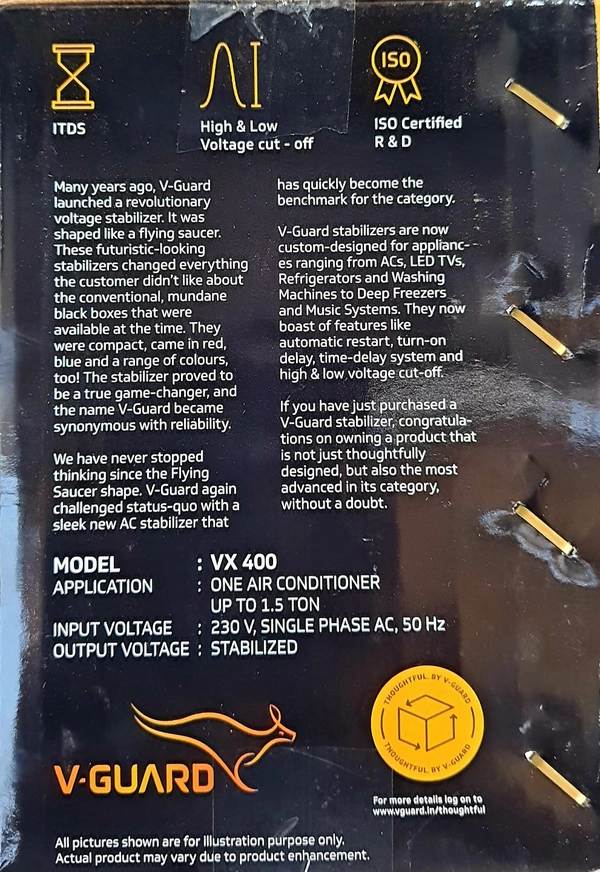 ITDS
High & Low
Voltage cut - off
ISO
ISO Certified
R & D
Many years ago, V-Guard
launched a revolutionary
voltage stabilizer. It was
shaped like a flying saucer.
These futuristic-looking
stabilizers changed everything
the customer didn't like about
the conventional, mundane
black boxes that were
available at the time. They
were compact, came in red,
blue and a range of colours,
too! The stabilizer proved to
be a true game-changer, and
the name V-Guard became
synonymous with reliability.
We have never stopped
thinking since the Flying
Saucer shape. V-Guard again
challenged status-quo with a
sleek new AC stabilizer that
has quickly become the
benchmark for the category.
V-Guard stabilizers are now
custom-designed for applianc-
es ranging from ACs, LED TVs,
Refrigerators and Washing
Machines to Deep Freezers
and Music Systems. They now
boast of features like
automatic restart, turn-on
delay, time-delay system and
high & low voltage cut-off.
If you have just purchased a
V-Guard stabilizer, congratula-
tions on owning a product that
is not just thoughtfully
designed, but also the most
advanced in its category,
without a doubt.
MODEL : VX 400
APPLICATION : ONE AIR CONDITIONER
UP TO 1.5 TON
INPUT VOLTAGE : 230 V, SINGLE PHASE AC, 50 Hz
OUTPUT VOLTAGE : STABILIZED
V-GUARD
THOUGHTFUL. BY V-GUARD
THOUGHTFUL. BY V-GUARD
For more details log on to
www.vguard.in/thoughtful
All pictures shown are for illustration purpose only.
Actual product may vary due to product enhancement.